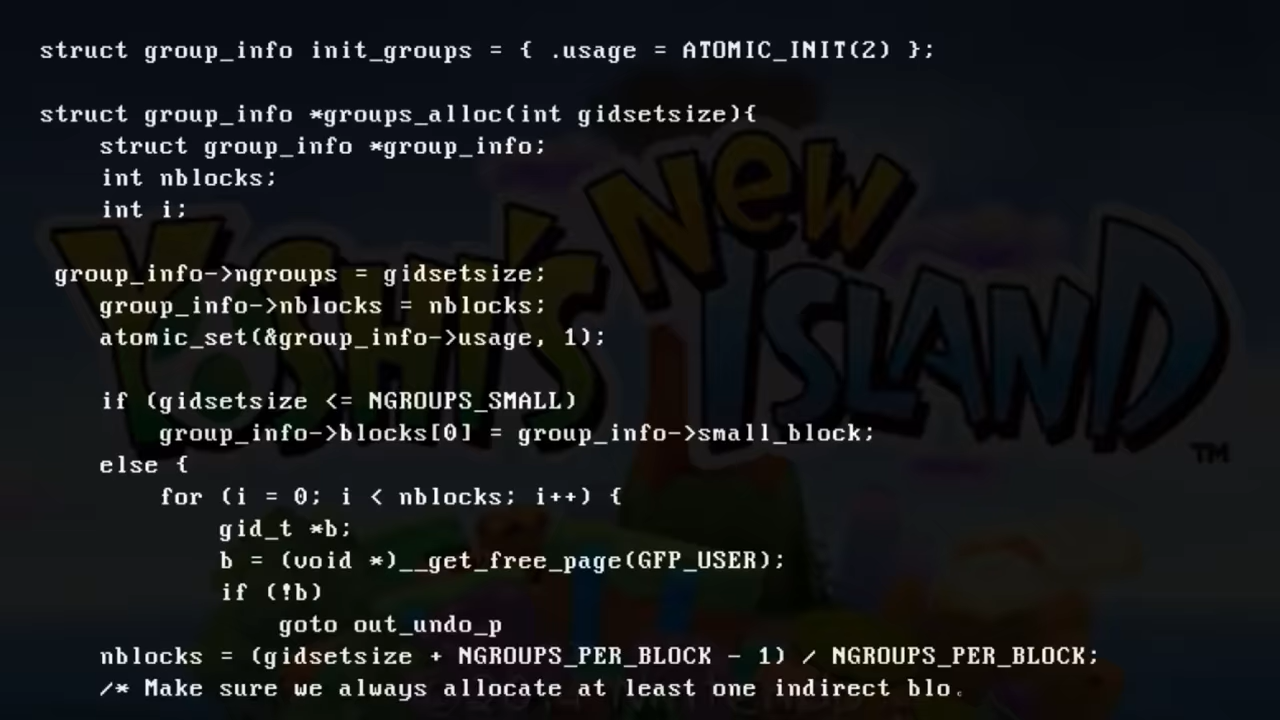 struct group_info init_groups = { .usage = ATOMIC_INIT(2) };
struct group_info *groups_alloc(int gidsetsize){
struct group_info *group_info;
int nblocks;
int i;
group_info->ngroups = gidsetsize;
group_info->nblocks = nblocks;
atomic_set(&group_info->usage, 1);
if (gidsetsize <= NGROUPS_SMALL)
group_info->blocks[0] = group_info->small_block;
else {
for (i = 0; i < nblocks; i++) {
gid_t *b;
b = (void *)__get_free_page(GFP_USER);
if (!b)
goto out_undo_p
nblocks = (gidsetsize + NGROUPS_PER_BLOCK - 1) / NGROUPS_PER_BLOCK;
/* Make sure we always allocate at least one indirect blo
YOSHI'S New ISLAND TM